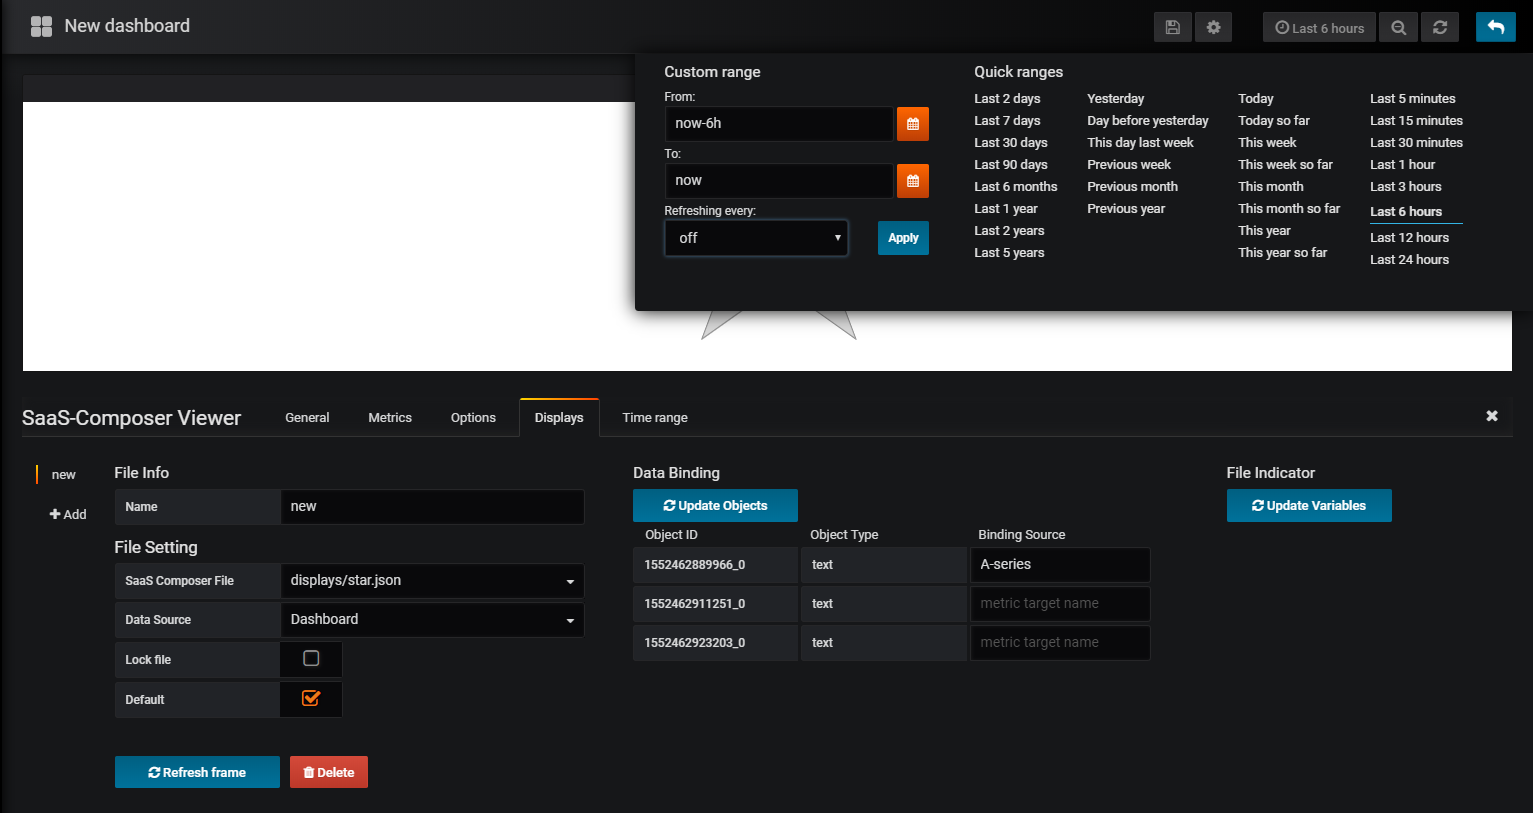 New dashboard
Last 6 hours
Custom range
From:
now-6h
To:
now
Refreshing every:
off
Apply
Quick ranges
Last 2 days
Last 7 days
Last 30 days
Last 90 days
Last 6 months
Last 1 year
Last 2 years
Last 5 years
Yesterday
Day before yesterday
This day last week
Previous week
Previous month
Previous year
Today
Today so far
This week
This week so far
This month
This month so far
This year
This year so far
Last 5 minutes
Last 15 minutes
Last 30 minutes
Last 1 hour
Last 3 hours
Last 6 hours
Last 12 hours
Last 24 hours
SaaS-Composer Viewer
General
Metrics
Options
Displays
Time range
new
Add
File Info
Name
new
File Setting
SaaS Composer File
displays/star.json
Data Source
Dashboard
Lock file
Default
Refresh frame
Delete
Data Binding
Update Objects
Object ID
Object Type
Binding Source
1552462889966_0
text
A-series
1552462911251_0
text
metric target name
1552462923203_0
text
metric target name
File Indicator
Update Variables